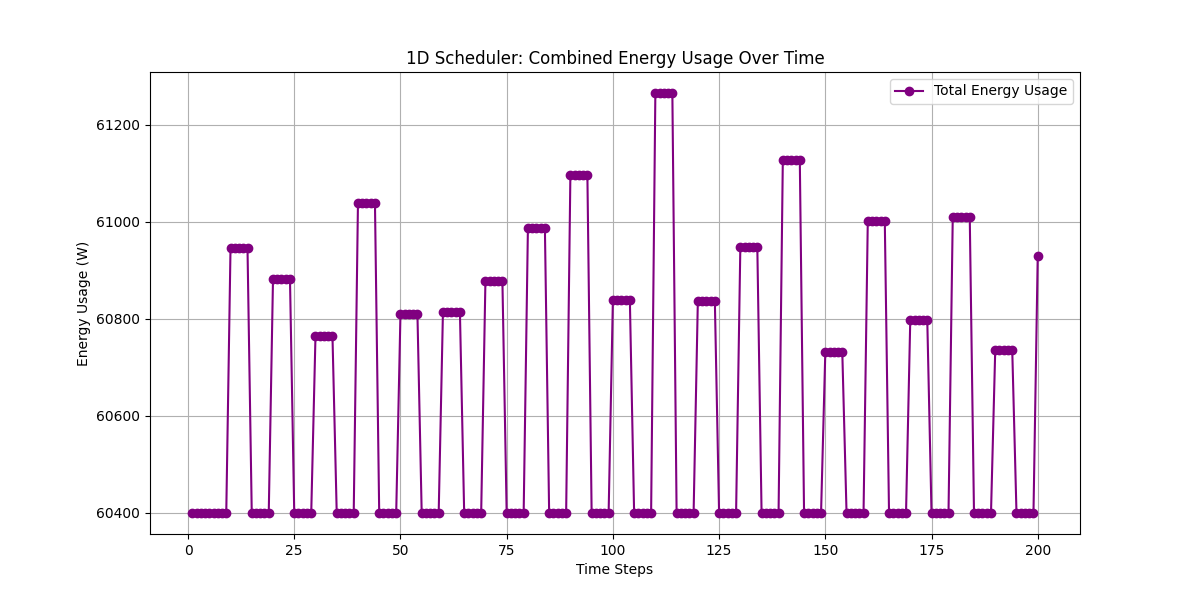 1D Scheduler: Combined Energy Usage Over Time
Total Energy Usage
61200
61000
60800
60600
60400
Energy Usage (W)
0 25 50 75 100 125 150 175 200
Time Steps